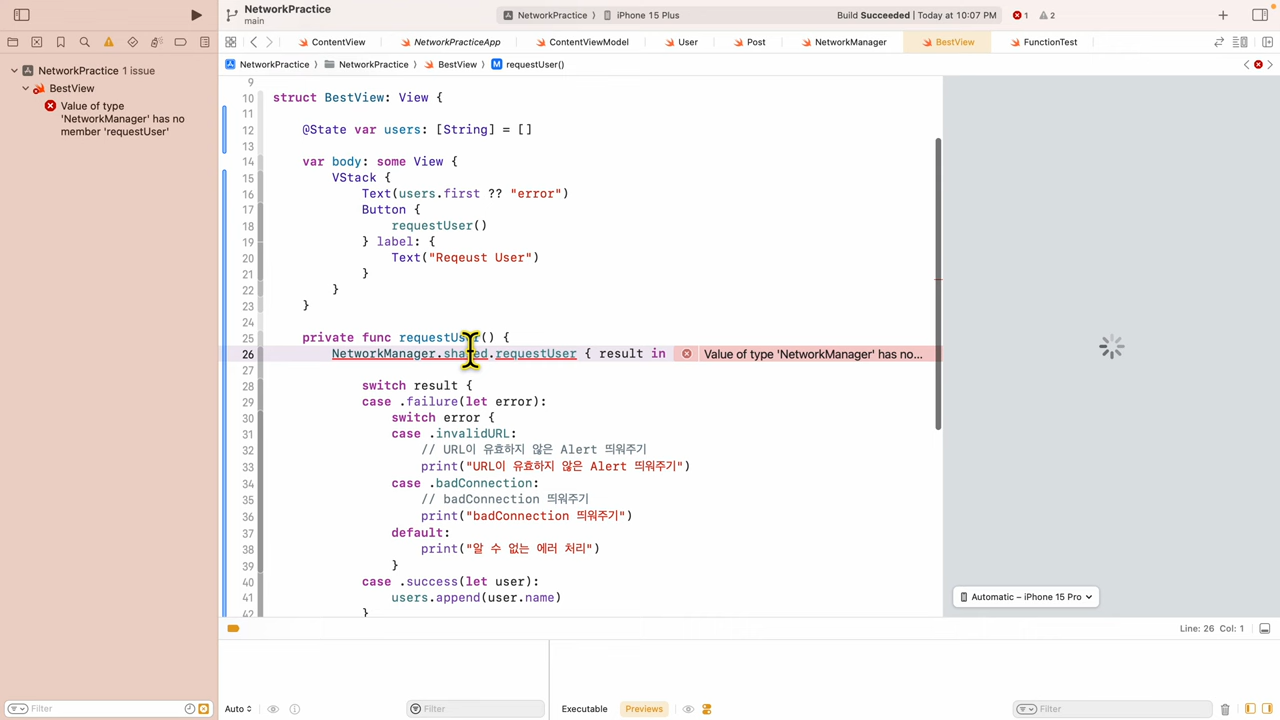 NetworkPractice
main
NetworkPractice
iPhone 15 Plus
Build Succeeded | Today at 10:07 PM
1
2
ContentView
NetworkPracticeApp
ContentViewModel
User
Post
NetworkManager
BestView
FunctionTest
NetworkPractice
NetworkPractice
BestView
M
requestUser()
NetworkPractice 1 issue
BestView
Value of type
'NetworkManager' has no
member 'requestUser'
9
10 struct BestView: View {
11
12 @State var users: [String] = []
13
14 var body: some View {
15 VStack {
16 Text(users.first ?? "error")
17 Button {
18 requestUser()
19 } label: {
20 Text("Reqeust User")
21 }
22 }
23 }
24
25 private func requestUser() {
26 NetworkManager.shared.requestUser { result in
Value of type 'NetworkManager' has no...
27
28 switch result {
29 case .failure(let error):
30 switch error {
31 case .invalidURL:
32 // URL이 유효하지 않은 Alert 띄워주기
33 print("URL이 유효하지 않은 Alert 띄워주기")
34 case .badConnection:
35 // badConnection 띄워주기
36 print("badConnection 띄워주기")
37 default:
38 print("알 수 없는 에러 처리")
39 }
40 case .success(let user):
41 users.append(user.name)
42 }
Automatic – iPhone 15 Pro
Line: 26 Col: 1
Filter
Auto
Filter
Executable
Previews
Filter